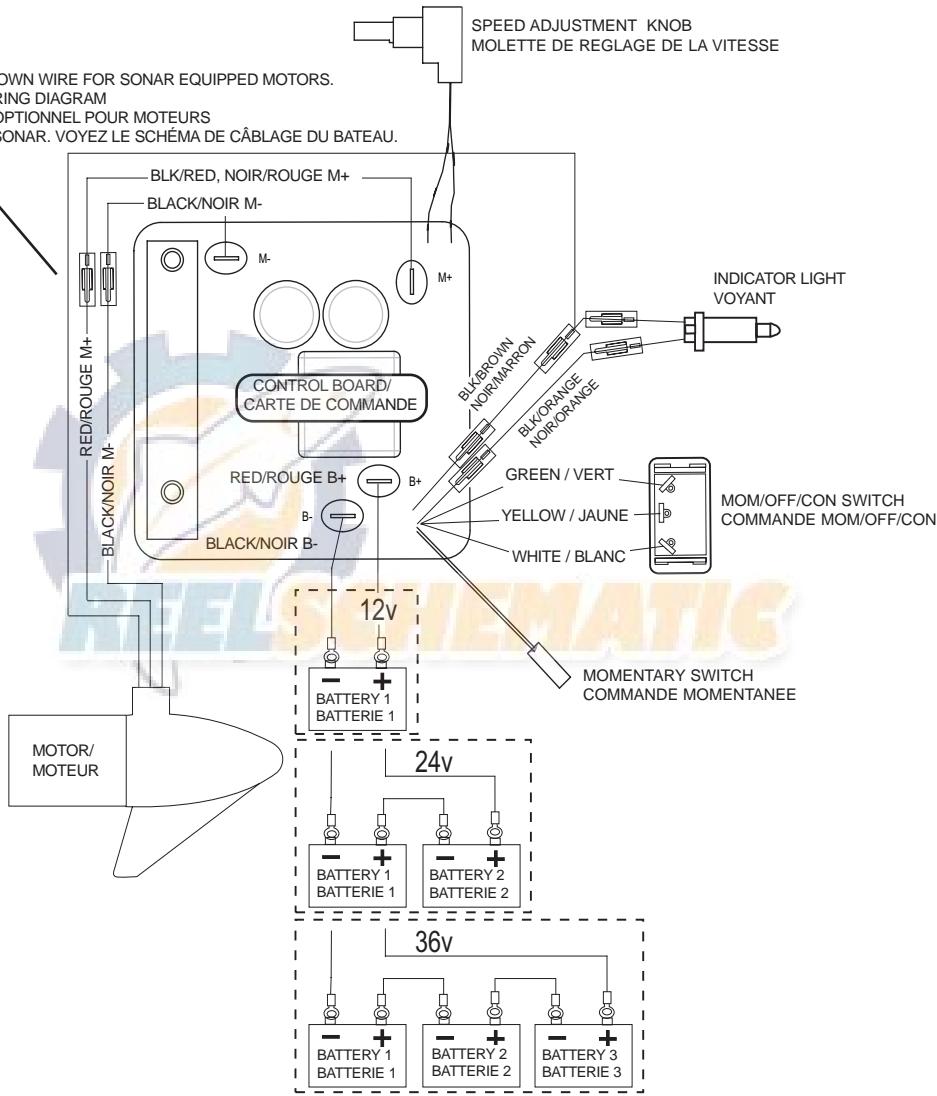 SPEED ADJUSTMENT KNOB
MOLETTE DE REGLAGE DE LA VITESSE
OWN WIRE FOR SONAR EQUIPPED MOTORS.
RING DIAGRAM
OPTIONNEL POUR MOTEURS
SONAR. VOYEZ LE SCHÉMA DE CÂBLAGE DU BATEAU.
BLK/RED, NOIR/ROUGE M+
BLACK/NOIR M-
M-
M+
INDICATOR LIGHT
VOYANT
RED/ROUGE M+
BLACK/NOIR M-
BLK/BROWN
NOIR/MARRON
BLK/ORANGE
NOIR/ORANGE
CONTROL BOARD/
CARTE DE COMMANDE
RED/ROUGE B+
B+
B-
BLACK/NOIR B-
GREEN / VERT
YELLOW / JAUNE
WHITE / BLANC
MOM/OFF/CON SWITCH
COMMANDE MOM/OFF/CON
REELSCHEMATIC
MOMENTARY SWITCH
COMMANDE MOMENTANEE
12v
– +
BATTERY 1
BATTERIE 1
MOTOR/
MOTEUR
24v
– + – +
BATTERY 1 BATTERY 2
BATTERIE 1 BATTERIE 2
36v
– + – + – +
BATTERY 1 BATTERY 2 BATTERY 3
BATTERIE 1 BATTERIE 2 BATTERIE 3